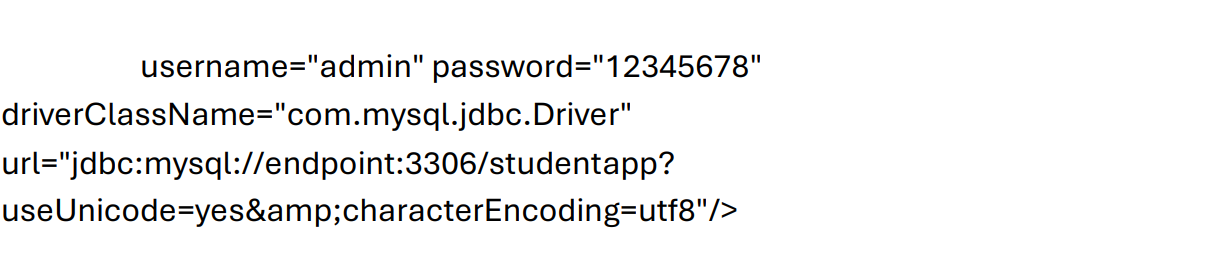 username="admin" password="12345678"
driverClassName="com.mysql.jdbc.Driver"
url="jdbc:mysql://endpoint:3306/studentapp?
useUnicode=yes&amp;characterEncoding=utf8"/>